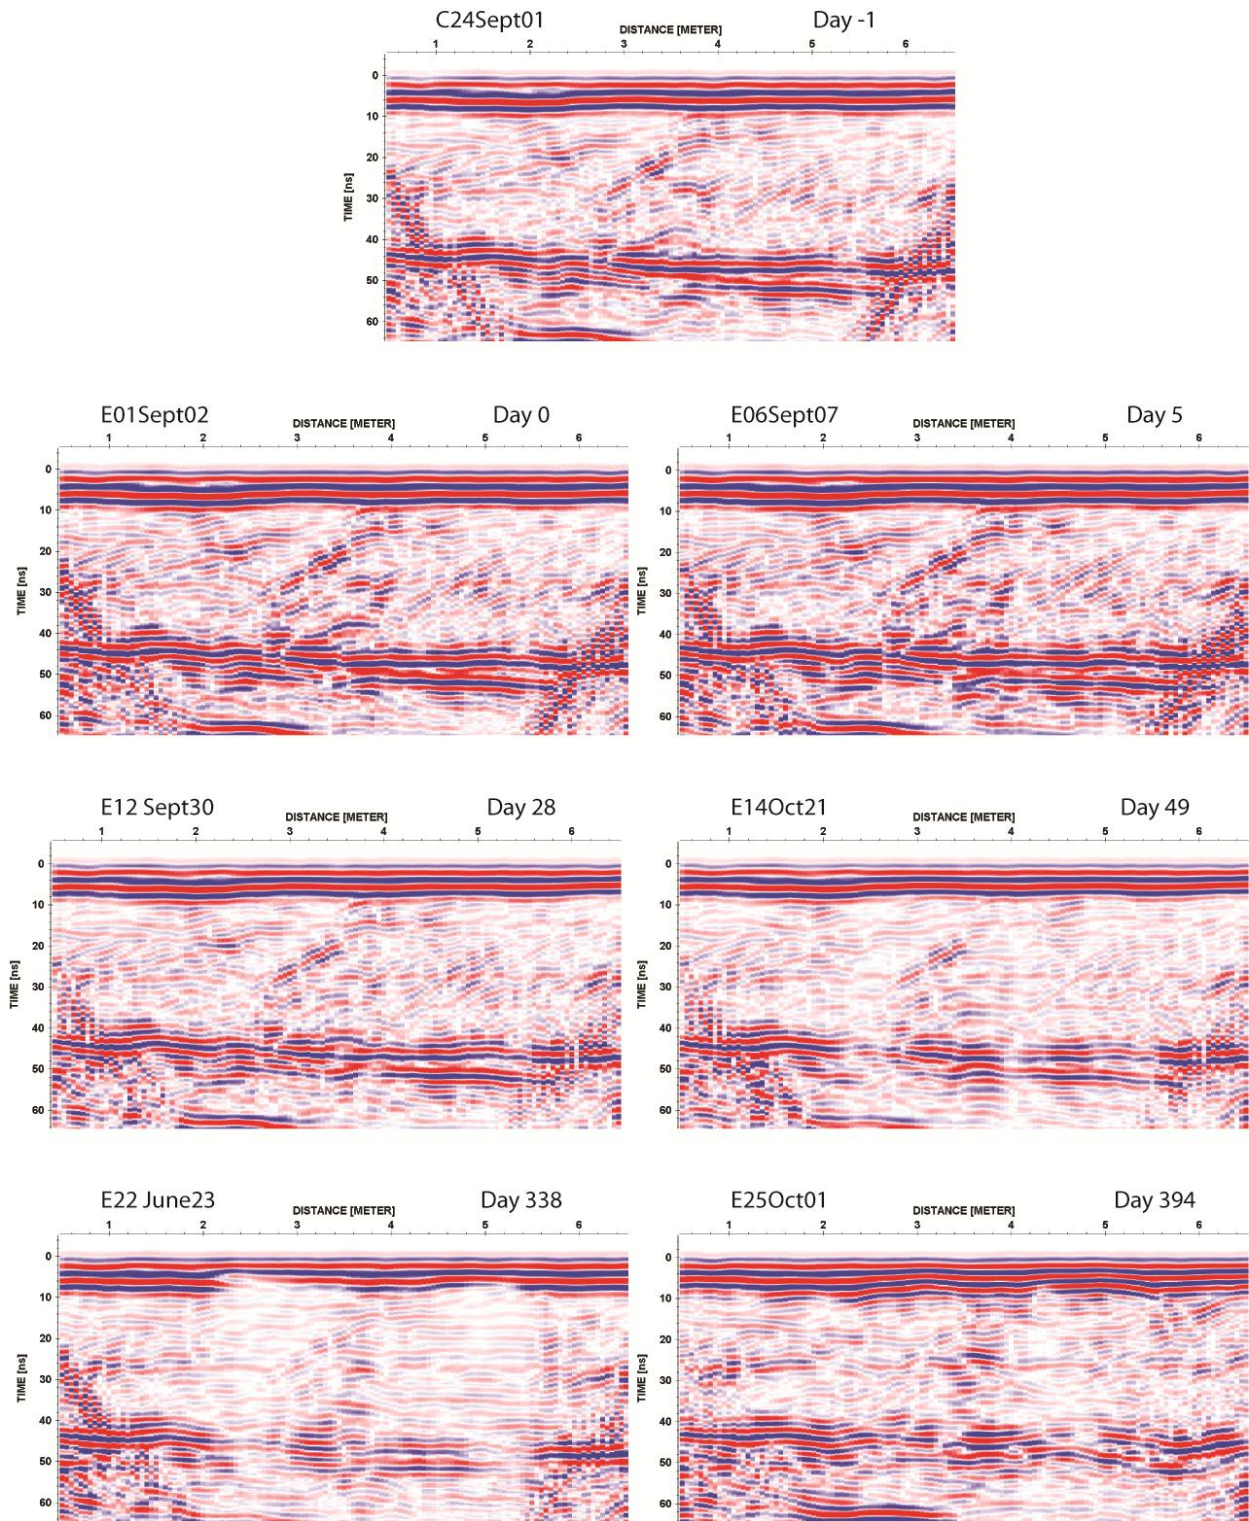 C24Sept01 DISTANCE [METER] Day -1
1 2 3 4 5 6
TIME [ns]
0
10
20
30
40
50
60
E01Sept02 DISTANCE [METER] Day 0
1 2 3 4 5 6
TIME [ns]
0
10
20
30
40
50
60
E06Sept07 DISTANCE [METER] Day 5
1 2 3 4 5 6
TIME [ns]
0
10
20
30
40
50
60
E12 Sept30 DISTANCE [METER] Day 28
1 2 3 4 5 6
TIME [ns]
0
10
20
30
40
50
60
E14Oct21 DISTANCE [METER] Day 49
1 2 3 4 5 6
TIME [ns]
0
10
20
30
40
50
60
E22 June23 DISTANCE [METER] Day 338
1 2 3 4 5 6
TIME [ns]
0
10
20
30
40
50
60
E25Oct01 DISTANCE [METER] Day 394
1 2 3 4 5 6
TIME [ns]
0
10
20
30
40
50
60